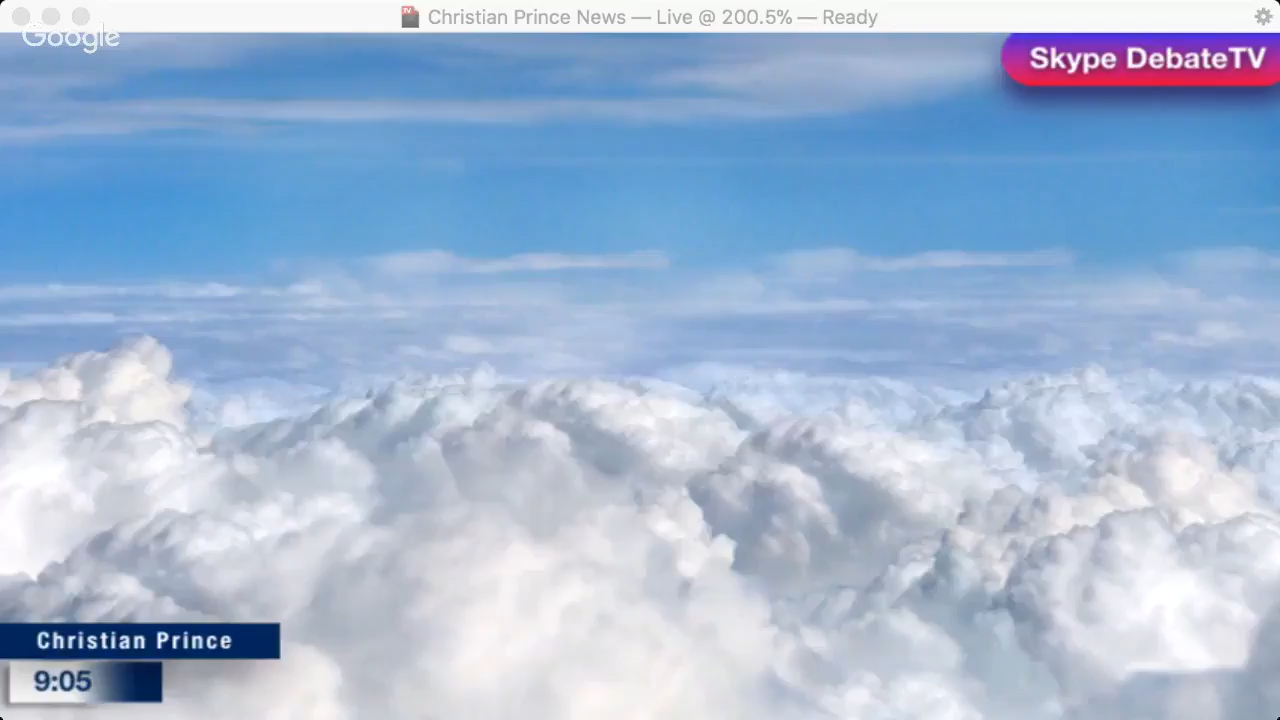 Christian Prince News — Live @ 200.5% — Ready
Google
Skype DebateTV
Christian Prince
9:05